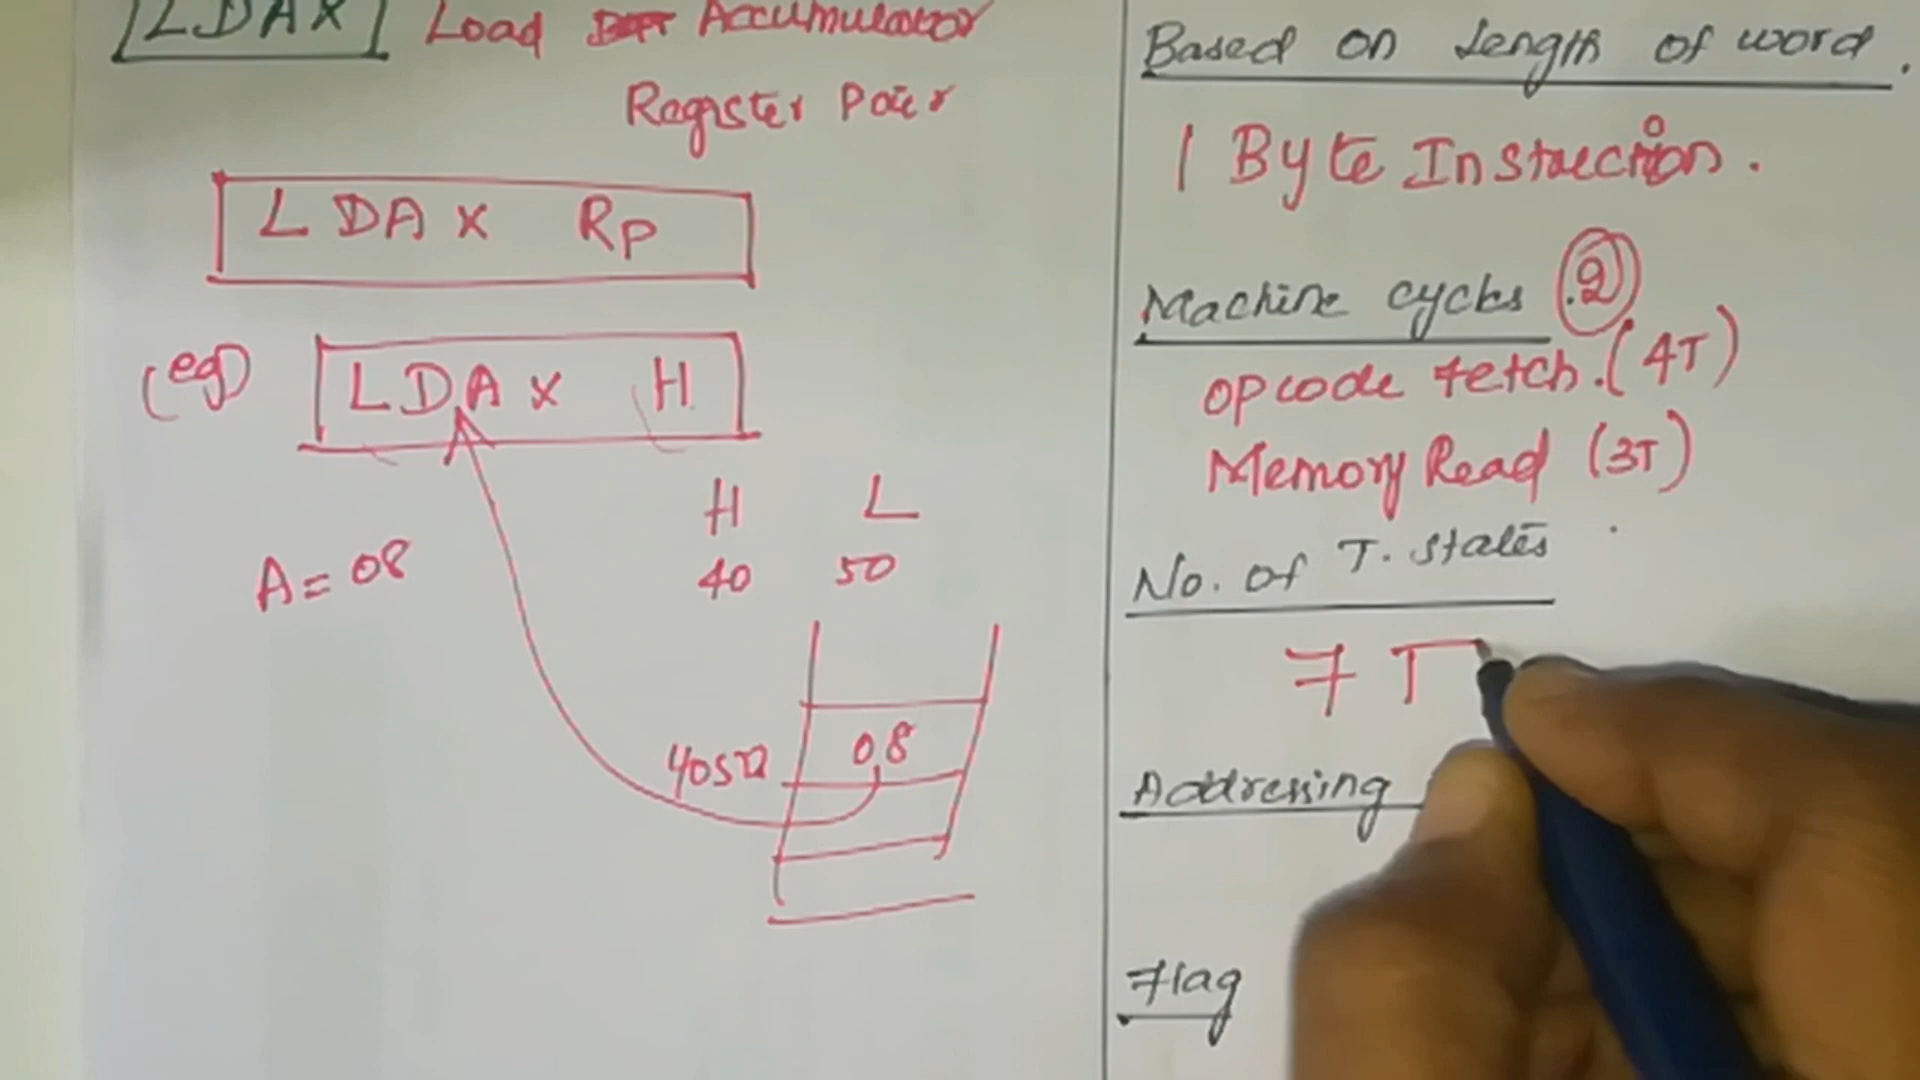 LDAX Load Accumulator
Register Pair
LDAX Rp
(eg) LDAX H
H L
A = 08
40 50
4050 08
Based on Length of word.
1 Byte Instruction.
Machine cycles 2
opcode fetch. (4T)
Memory Read (3T)
No. of T. states
7 T
Addressing
Flag